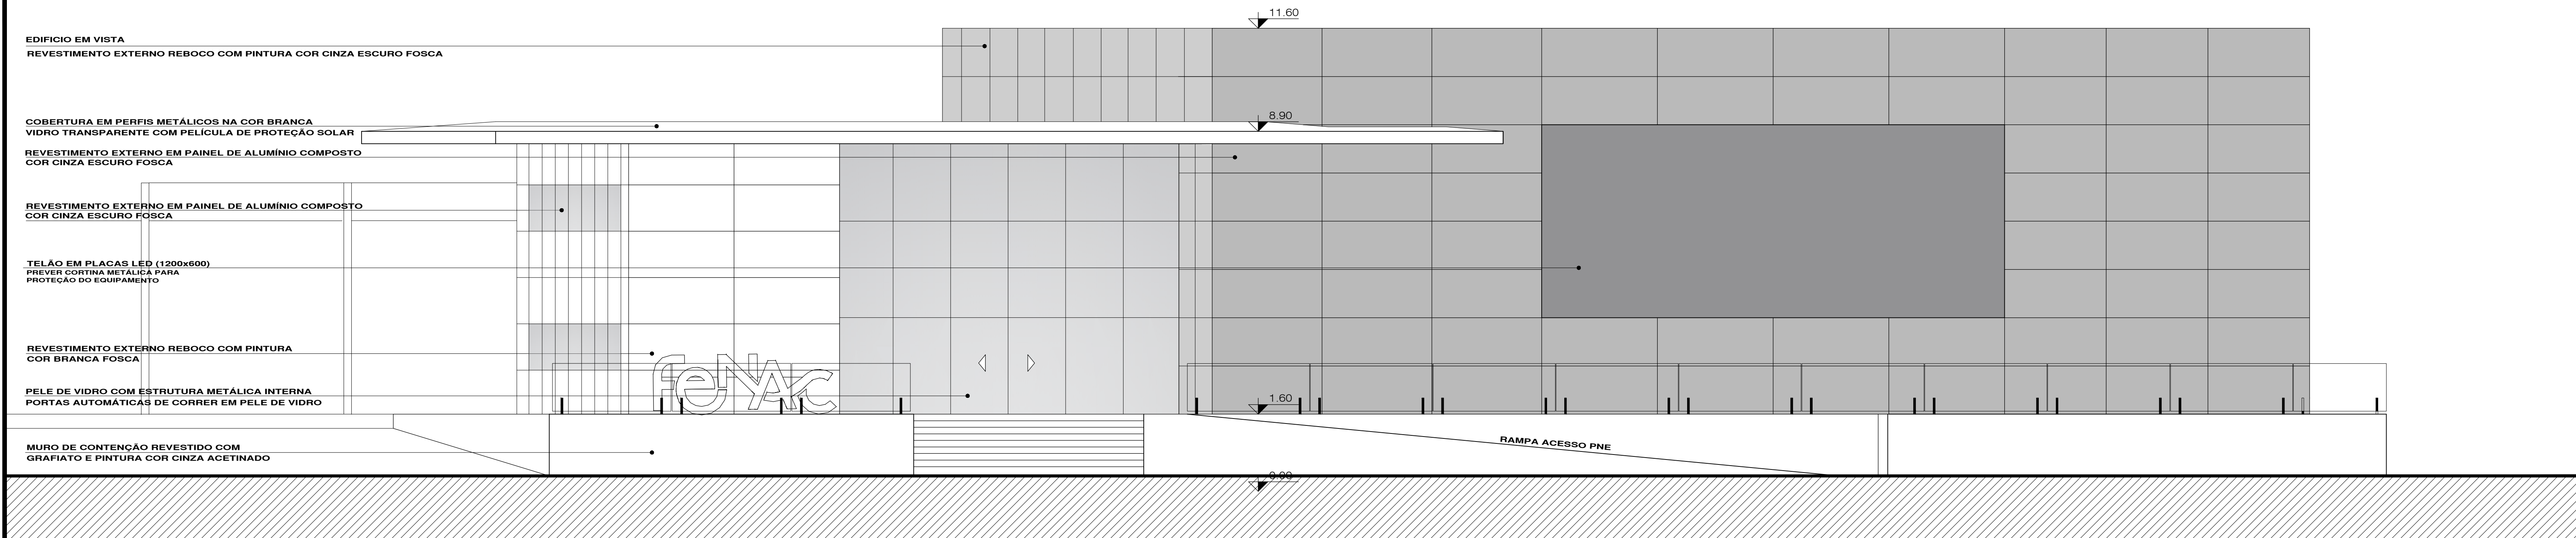 11.60
EDIFICIO EM VISTA
REVESTIMENTO EXTERNO REBOCO COM PINTURA COR CINZA ESCURO FOSCA
8.90
COBERTURA EM PERFIS METÁLICOS NA COR BRANCA
VIDRO TRANSPARENTE COM PELÍCULA DE PROTEÇÃO SOLAR
REVESTIMENTO EXTERNO EM PAINEL DE ALUMÍNIO COMPOSTO
COR CINZA ESCURO FOSCA
REVESTIMENTO EXTERNO EM PAINEL DE ALUMÍNIO COMPOSTO
COR CINZA ESCURO FOSCA
TELÃO EM PLACAS LED (1200x600)
PREVER CORTINA METÁLICA PARA
PROTEÇÃO DO EQUIPAMENTO
REVESTIMENTO EXTERNO REBOCO COM PINTURA
COR BRANCA FOSCA
feNAc
PELE DE VIDRO COM ESTRUTURA METÁLICA INTERNA
PORTAS AUTOMÁTICAS DE CORRER EM PELE DE VIDRO
1.60
RAMPA ACESSO PNE
MURO DE CONTENÇÃO REVESTIDO COM
GRAFIATO E PINTURA COR CINZA ACETINADO
0.00